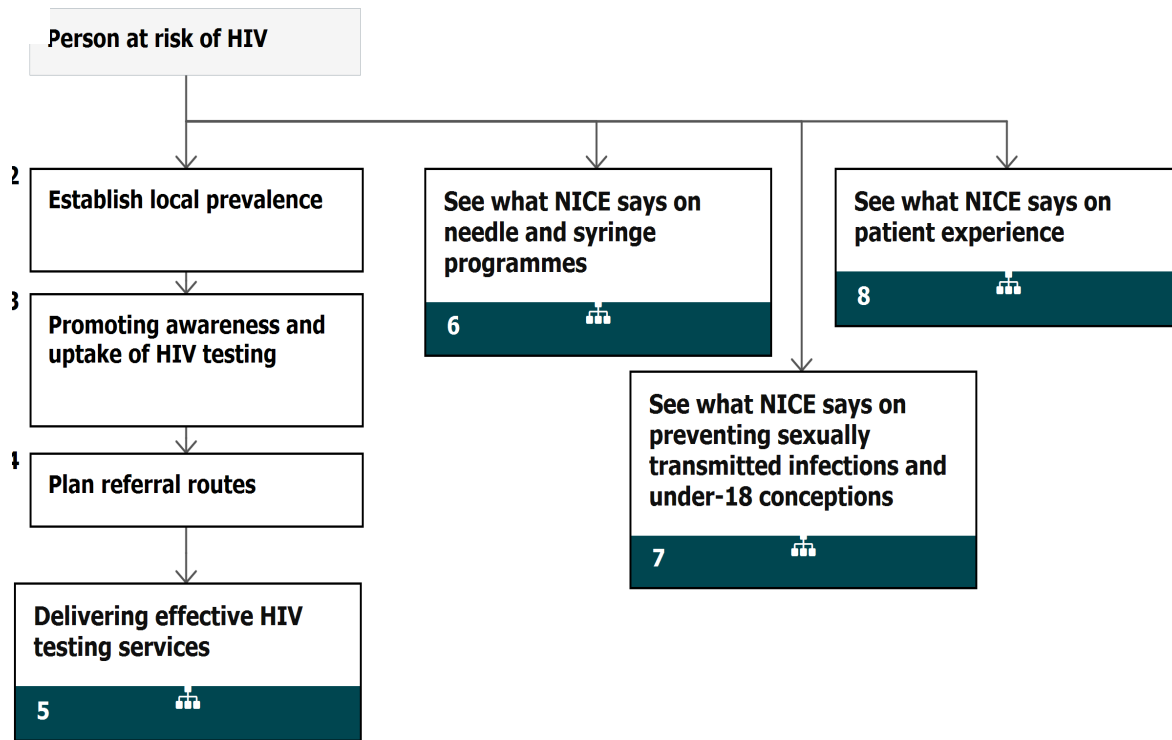 Person at risk of HIV
2
Establish local prevalence
3
Promoting awareness and
uptake of HIV testing
4
Plan referral routes
Delivering effective HIV
testing services
5
See what NICE says on
needle and syringe
programmes
6
See what NICE says on
preventing sexually
transmitted infections and
under-18 conceptions
7
See what NICE says on
patient experience
8